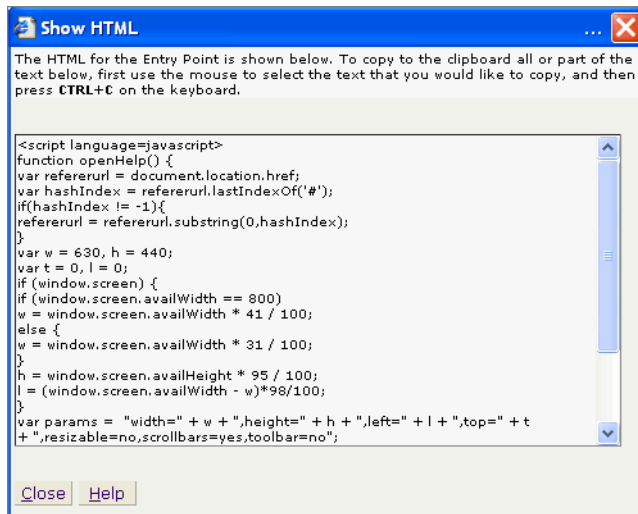 Show HTML ...
The HTML for the Entry Point is shown below. To copy to the clipboard all or part of the
text below, first use the mouse to select the text that you would like to copy, and then
press CTRL+C on the keyboard.
<script language=javascript>
function openHelp() {
var refererurl = document.location.href;
var hashIndex = refererurl.lastIndexOf('#');
if(hashIndex != -1){
refererurl = refererurl.substring(0,hashIndex);
}
var w = 630, h = 440;
var t = 0, l = 0;
if (window.screen) {
if (window.screen.availWidth == 800)
w = window.screen.availWidth * 41 / 100;
else {
w = window.screen.availWidth * 31 / 100;
}
h = window.screen.availHeight * 95 / 100;
l = (window.screen.availWidth - w)*98/100;
}
var params = "width=" + w + ",height=" + h + ",left=" + l + ",top=" + t
+ ",resizable=no,scrollbars=yes,toolbar=no";
Close Help